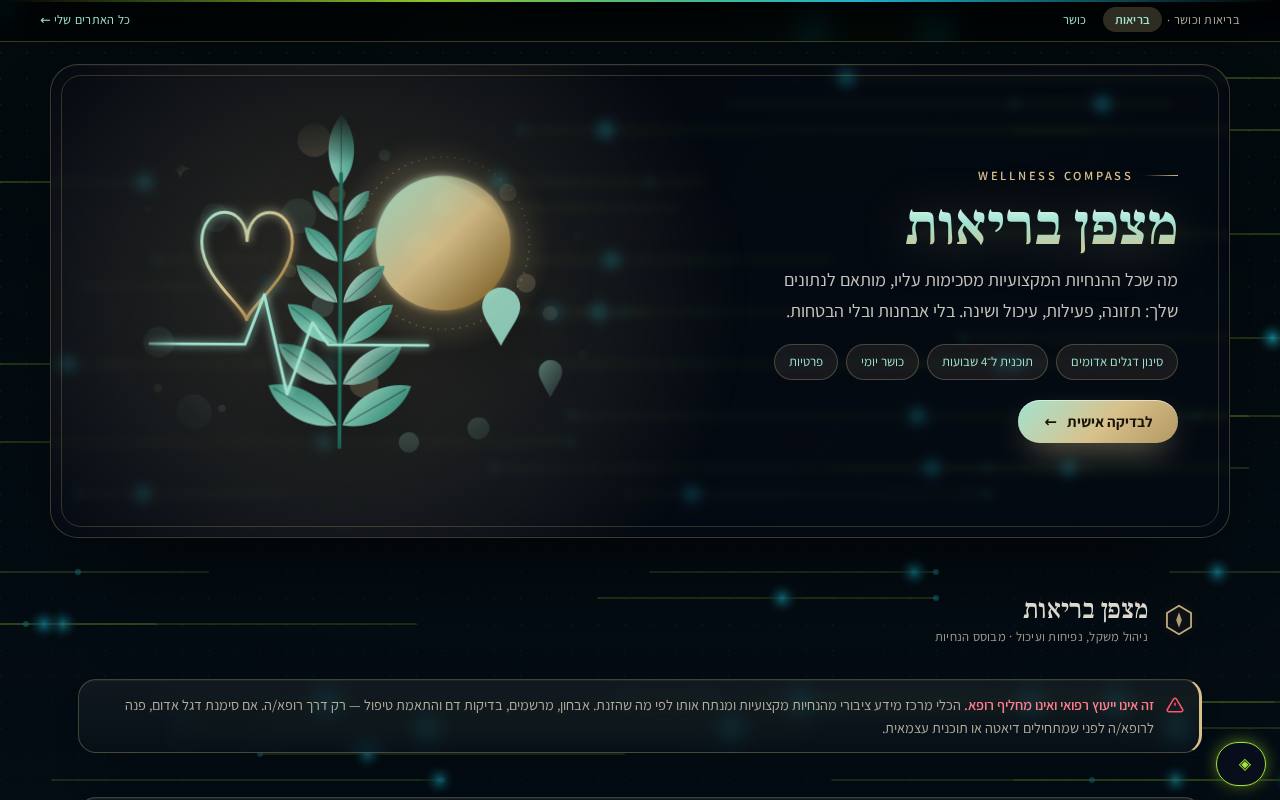 בריאות וכושר ·
בריאות
כושר
כל האתרים שלי ←
WELLNESS COMPASS
מצפן בריאות
מה שכל ההנחיות המקצועיות מסכימות עליו, מותאם לנתונים
שלך: תזונה, פעילות, עיכול ושינה. בלי אבחנות ובלי הבטחות.
סינון דגלים אדומים
תוכנית ל־4 שבועות
כושר יומי
פרטיות
לבדיקה אישית ←
מצפן בריאות
ניהול משקל, נפיחות ועיכול · מבוסס הנחיות
זה אינו ייעוץ רפואי ואינו מחליף רופא. הכלי מרכז מידע ציבורי מהנחיות מקצועיות ומנתח אותו לפי מה שהזנת. אבחון, מרשמים, בדיקות דם והתאמת טיפול — רק דרך רופא/ה. אם סימנת דגל אדום, פנה
לרופא/ה לפני שמתחילים דיאטה או תוכנית עצמאית.